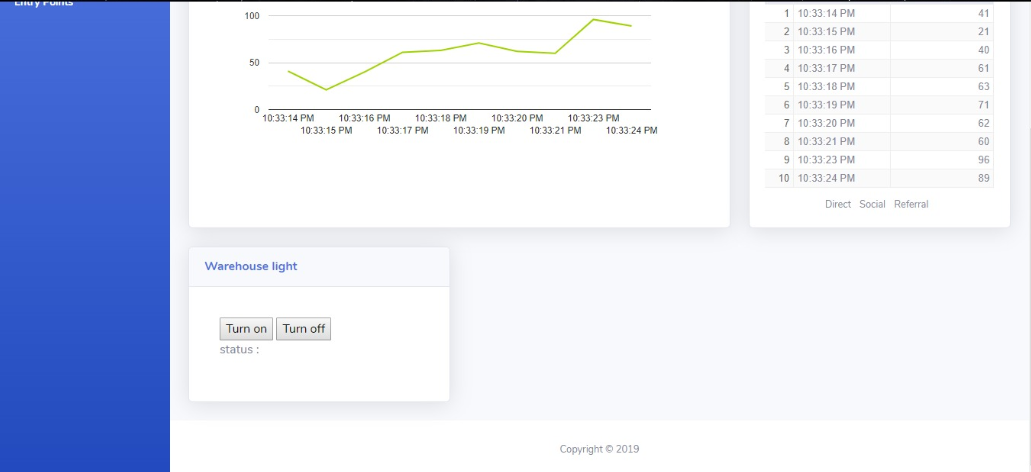 Entry Points
100
50
0
10:33:14 PM 10:33:16 PM 10:33:18 PM 10:33:20 PM 10:33:23 PM
10:33:15 PM 10:33:17 PM 10:33:19 PM 10:33:21 PM 10:33:24 PM
1 10:33:14 PM 41
2 10:33:15 PM 21
3 10:33:16 PM 40
4 10:33:17 PM 61
5 10:33:18 PM 63
6 10:33:19 PM 71
7 10:33:20 PM 62
8 10:33:21 PM 60
9 10:33:23 PM 96
10 10:33:24 PM 89
Direct Social Referral
Warehouse light
Turn on Turn off
status :
Copyright © 2019